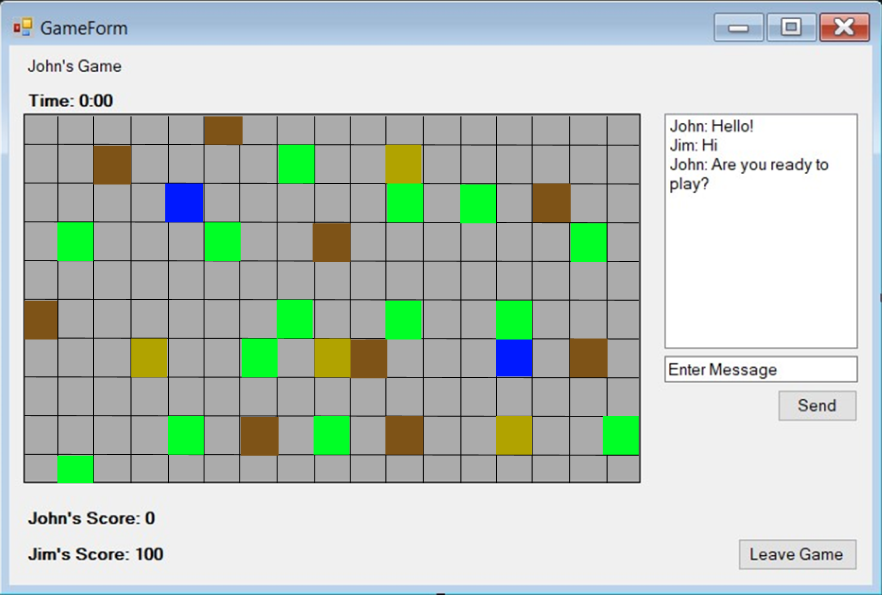 GameForm
John's Game
Time: 0:00
John: Hello!
Jim: Hi
John: Are you ready to
play?
Enter Message
Send
John's Score: 0
Jim's Score: 100
Leave Game